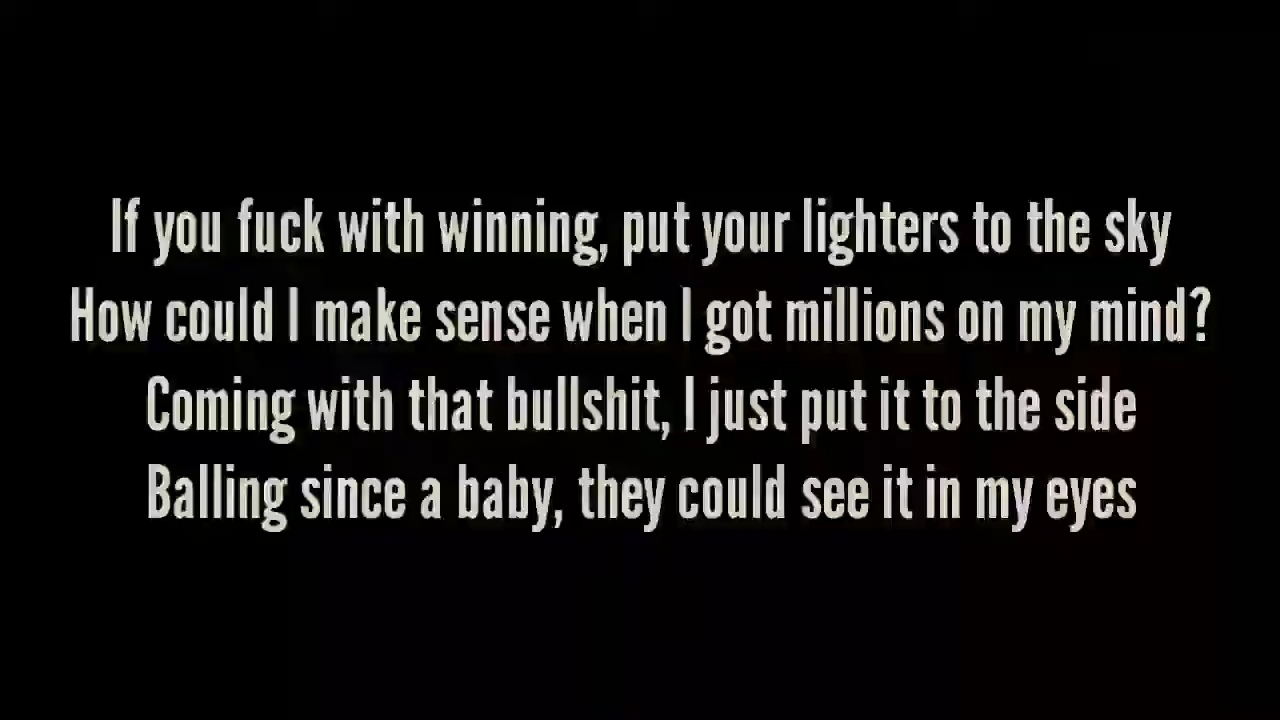 If you fuck with winning, put your lighters to the sky
How could I make sense when I got millions on my mind?
Coming with that bullshit, I just put it to the side
Balling since a baby, they could see it in my eyes